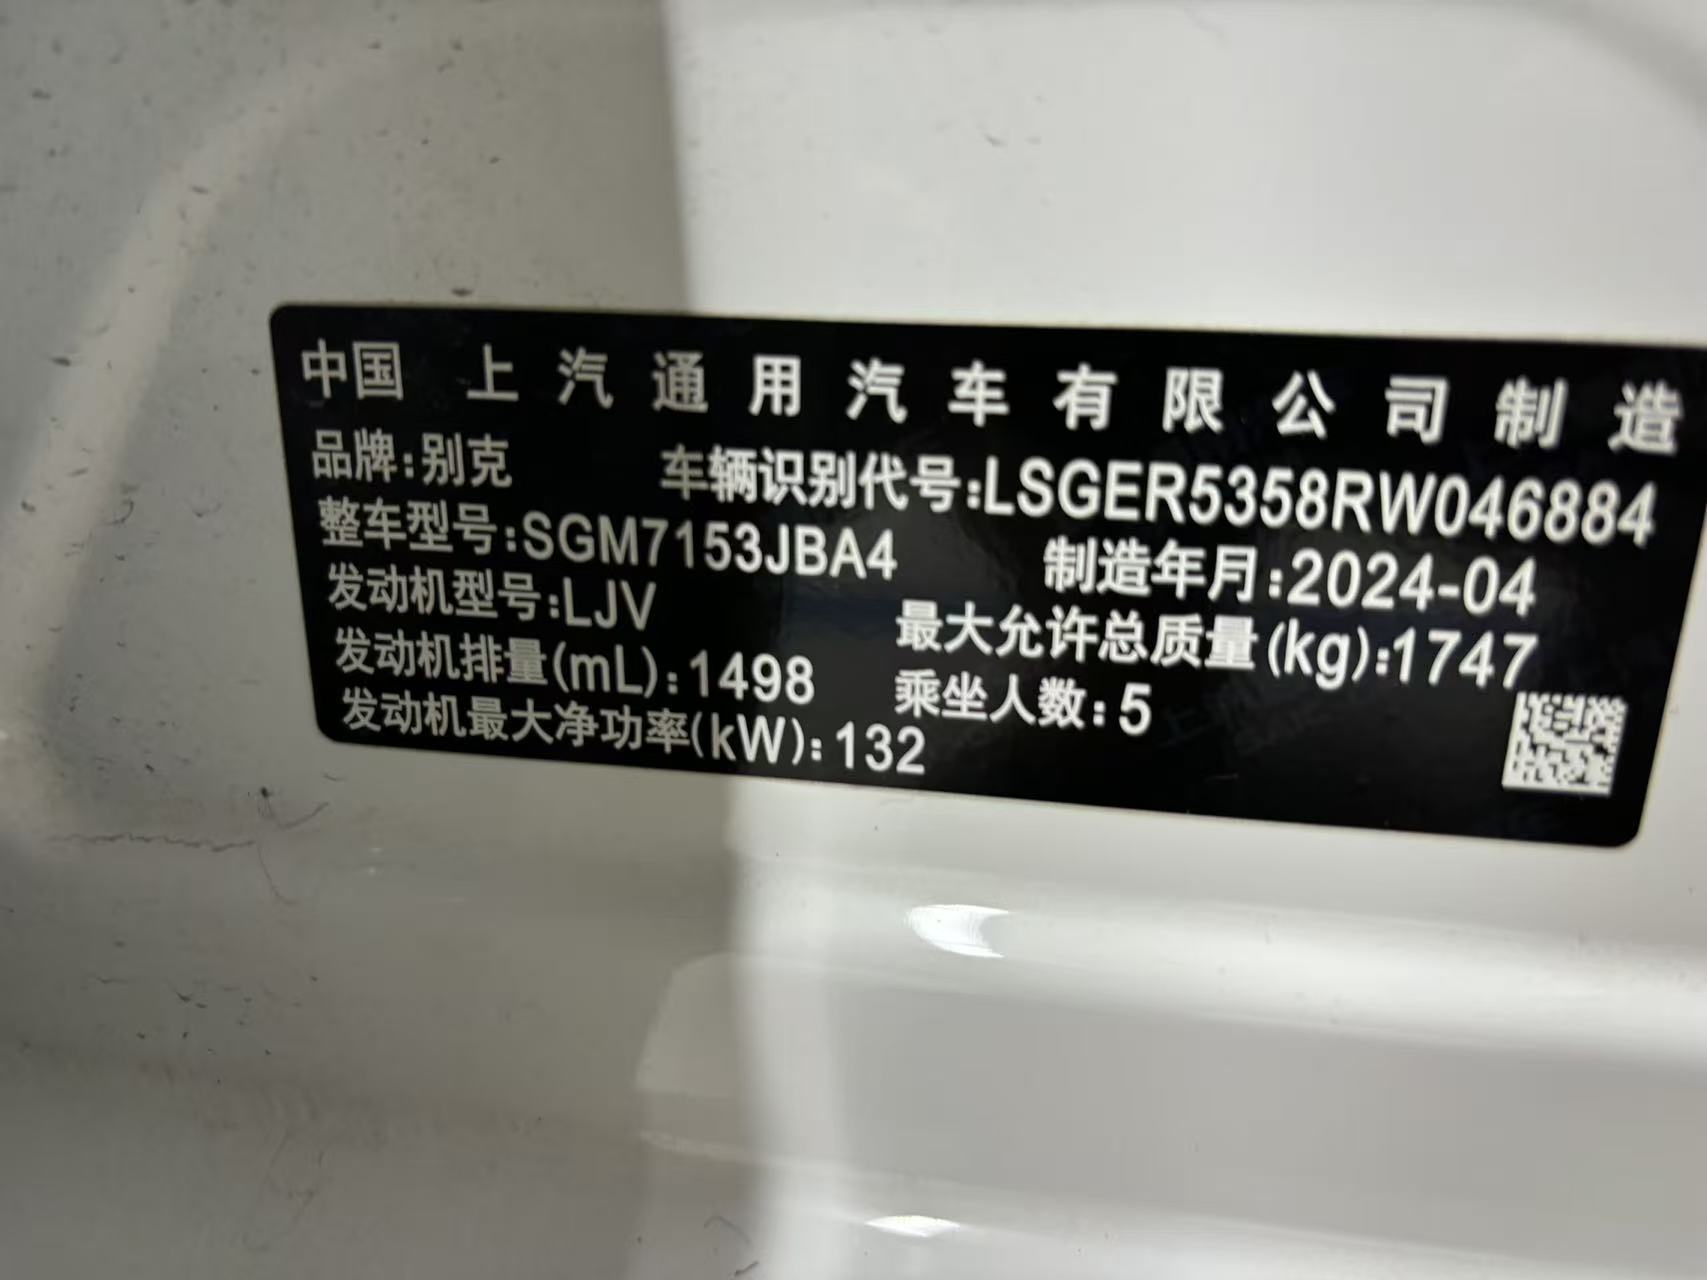 中国 上汽通用汽车有限公司制造
品牌:别克 车辆识别代号:LSGER5358RW046884
整车型号:SGM7153JBA4 制造年月:2024-04
发动机型号:LJV 最大允许总质量(kg):1747
发动机排量(mL):1498 乘坐人数:5
发动机最大净功率(kW):132